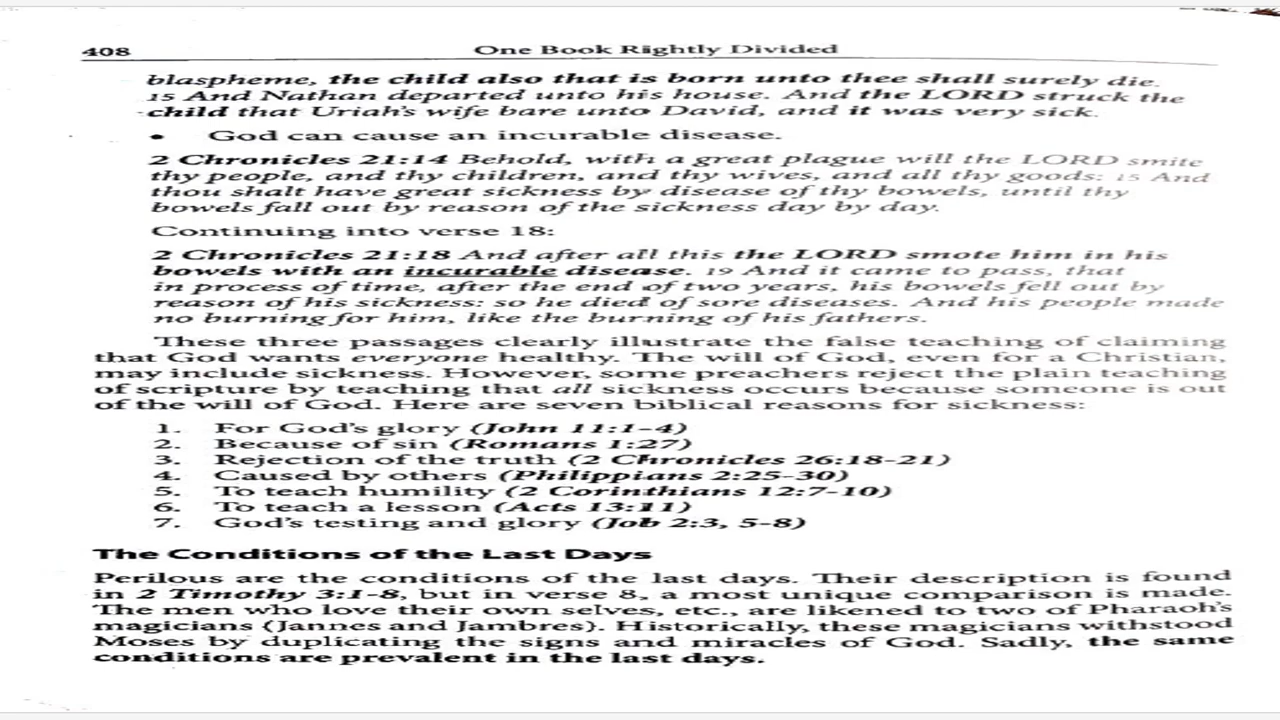 408 One Book Rightly Divided
blaspheme, the child also that is born unto thee shall surely die.
15 And Nathan departed unto his house. And the LORD struck the
child that Uriah's wife bare unto David, and it was very sick.
• God can cause an incurable disease.
2 Chronicles 21:14 Behold, with a great plague will the LORD smite
thy people, and thy children, and thy wives, and all thy goods: 15 And
thou shalt have great sickness by disease of thy bowels, until thy
bowels fall out by reason of the sickness day by day.
Continuing into verse 18:
2 Chronicles 21:18 And after all this the LORD smote him in his
bowels with an incurable disease. 19 And it came to pass, that
in process of time, after the end of two years, his bowels fell out by
reason of his sickness: so he died of sore diseases. And his people made
no burning for him, like the burning of his fathers.
These three passages clearly illustrate the false teaching of claiming
that God wants everyone healthy. The will of God, even for a Christian,
may include sickness. However, some preachers reject the plain teaching
of scripture by teaching that all sickness occurs because someone is out
of the will of God. Here are seven biblical reasons for sickness:
1. For God's glory (John 11:1-4)
2. Because of sin (Romans 1:27)
3. Rejection of the truth (2 Chronicles 26:18-21)
4. Caused by others (Philippians 2:25-30)
5. To teach humility (2 Corinthians 12:7-10)
6. To teach a lesson (Acts 13:11)
7. God's testing and glory (Job 2:3, 5-8)
The Conditions of the Last Days
Perilous are the conditions of the last days. Their description is found
in 2 Timothy 3:1-8, but in verse 8, a most unique comparison is made.
The men who love their own selves, etc., are likened to two of Pharaoh's
magicians (Jannes and Jambres). Historically, these magicians withstood
Moses by duplicating the signs and miracles of God. Sadly, the same
conditions are prevalent in the last days.